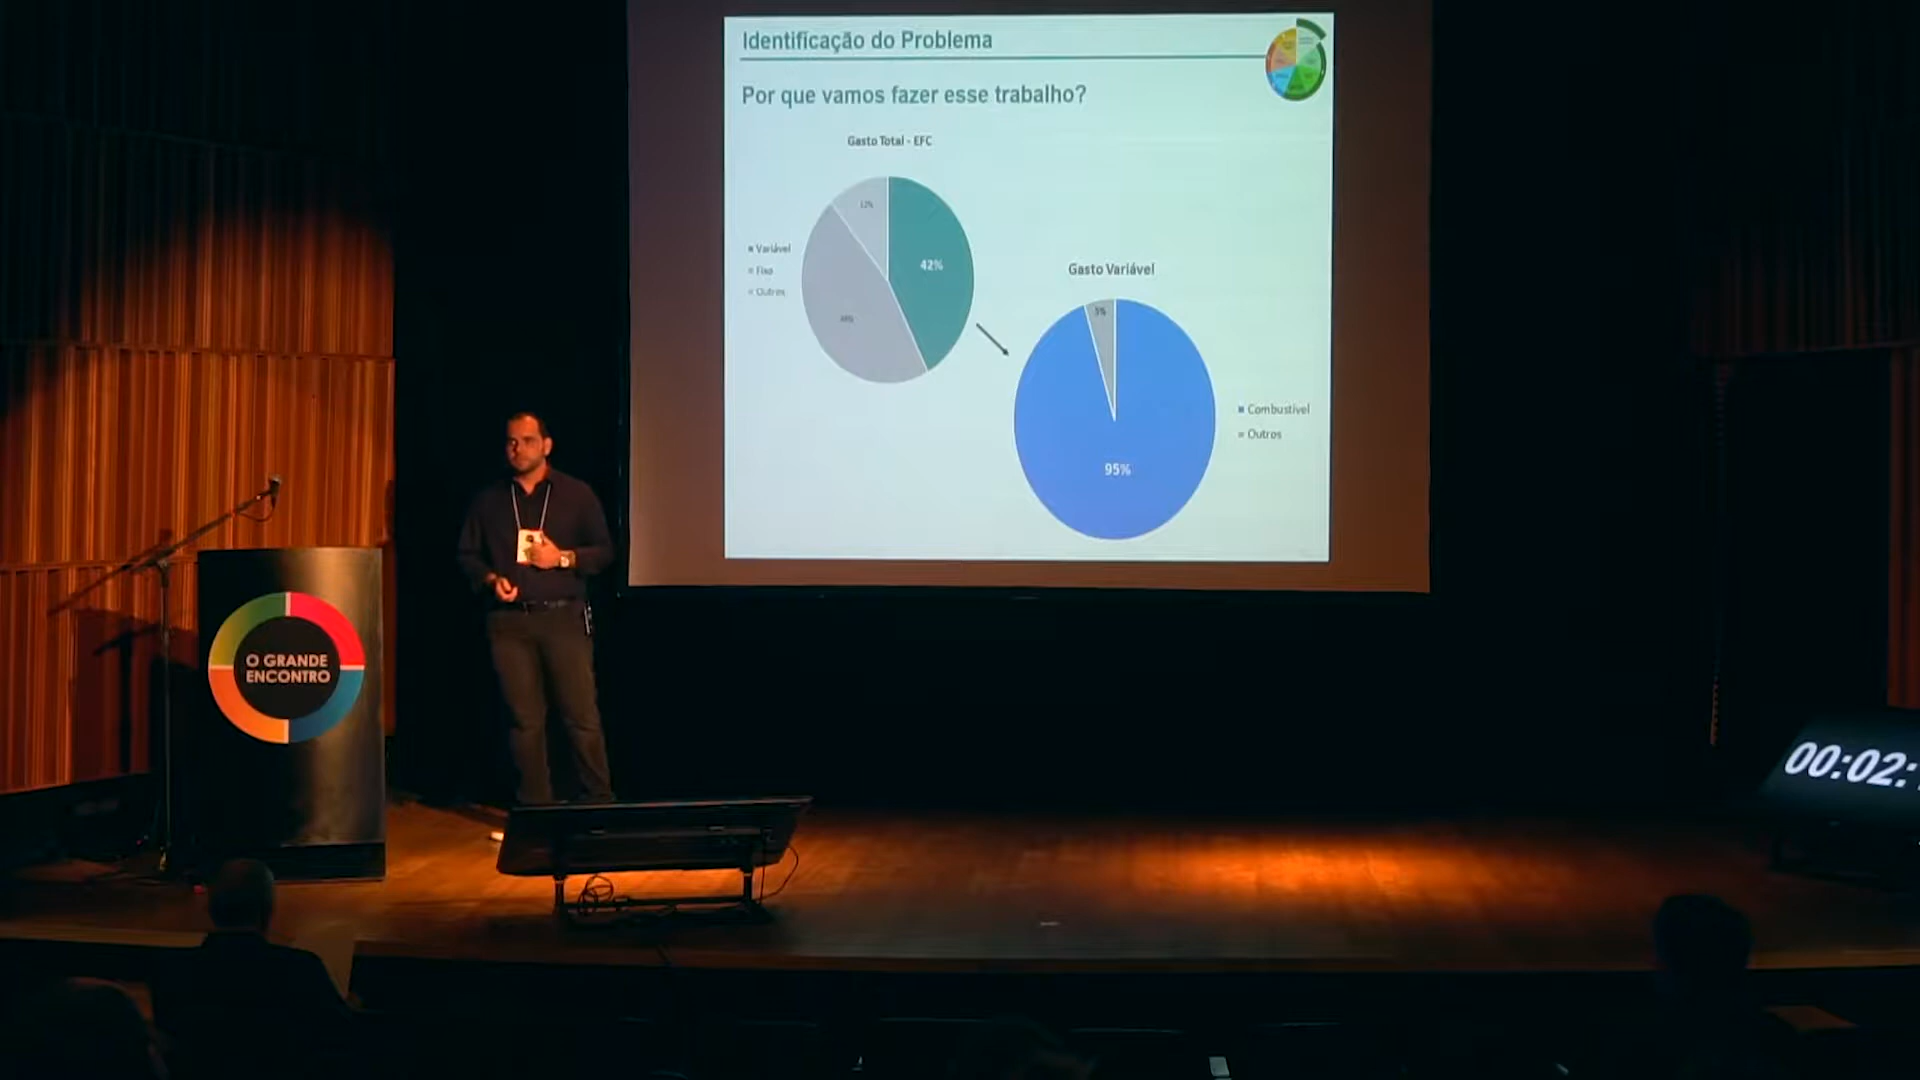 Identificação do Problema
Por que vamos fazer esse trabalho?
Gasto Total - EFC
12%
42%
Variável
Fixo
Outros
Gasto Variável
5%
95%
Combustível
Outros
O GRANDE
ENCONTRO
00:02: